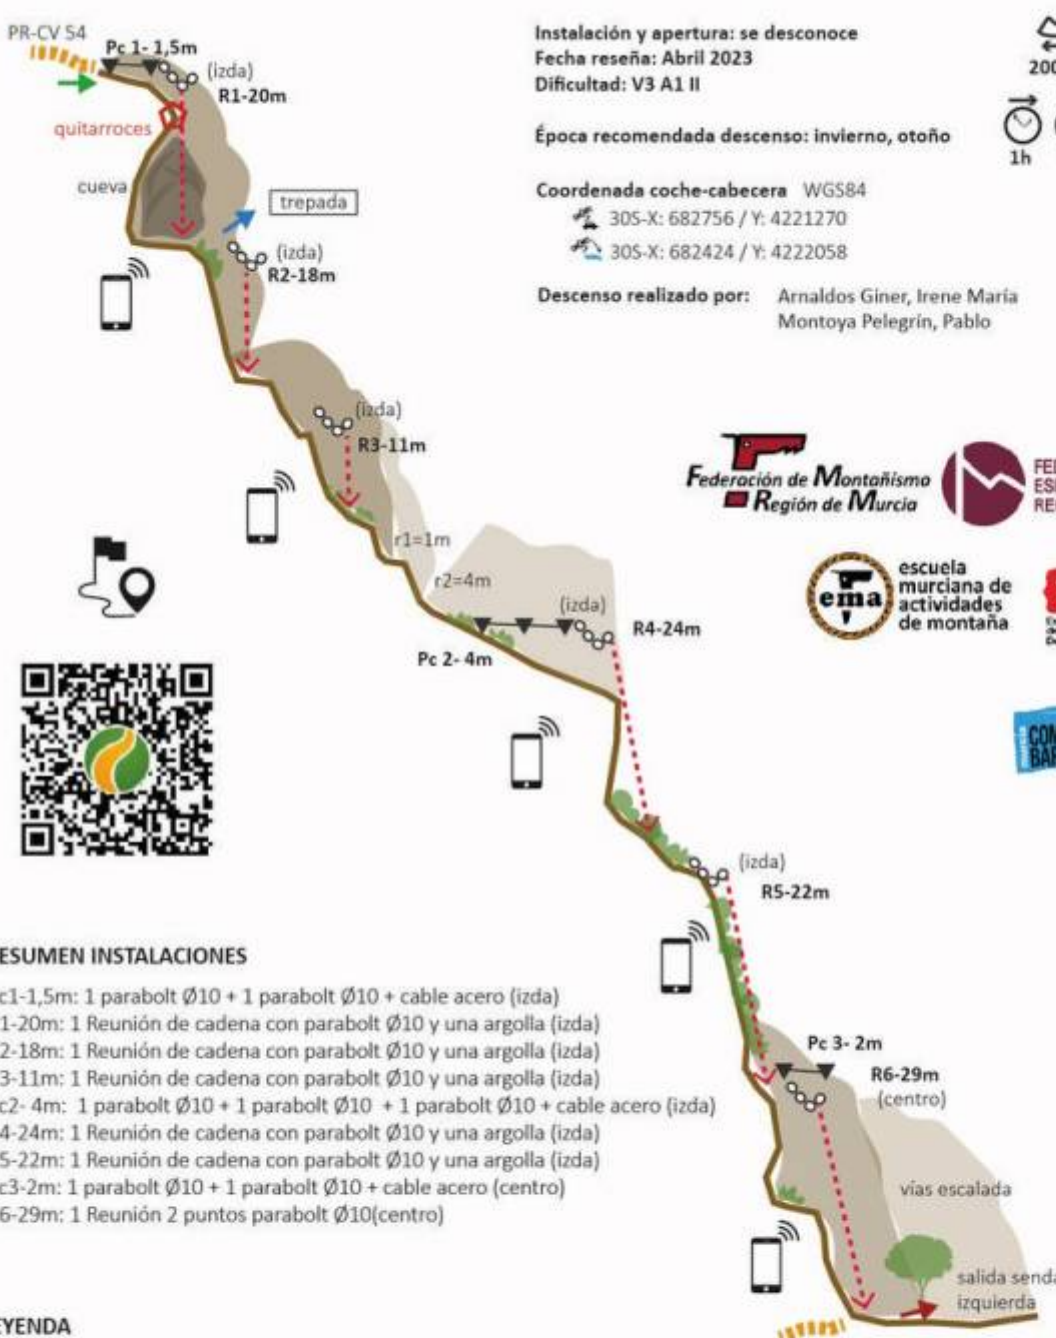 PR-CV 54
Pc 1- 1,5m
(izda)
R1-20m
quitarroces
cueva
trepada
(izda)
R2-18m
(izda)
R3-11m
r1=1m
r2=4m
(izda)
R4-24m
Pc 2- 4m
(izda)
R5-22m
Pc 3- 2m
R6-29m
(centro)
vías escalada
salida senda
izquierda
Instalación y apertura: se desconoce
Fecha reseña: Abril 2023
Dificultad: V3 A1 II
Época recomendada descenso: invierno, otoño
Coordenada coche-cabecera WGS84
30S-X: 682756 / Y: 4221270
30S-X: 682424 / Y: 4222058
Descenso realizado por: Arnaldos Giner, Irene María
Montoya Pelegrín, Pablo
200
1h
Federación de Montañismo
Región de Murcia
FE
ES
RE
ema
escuela
murciana de
actividades
de montaña
murcia
CON
BAR
ESUMEN INSTALACIONES
c1-1,5m: 1 parabolt Ø10 + 1 parabolt Ø10 + cable acero (izda)
1-20m: 1 Reunión de cadena con parabolt Ø10 y una argolla (izda)
2-18m: 1 Reunión de cadena con parabolt Ø10 y una argolla (izda)
3-11m: 1 Reunión de cadena con parabolt Ø10 y una argolla (izda)
c2- 4m: 1 parabolt Ø10 + 1 parabolt Ø10 + 1 parabolt Ø10 + cable acero (izda)
4-24m: 1 Reunión de cadena con parabolt Ø10 y una argolla (izda)
5-22m: 1 Reunión de cadena con parabolt Ø10 y una argolla (izda)
c3-2m: 1 parabolt Ø10 + 1 parabolt Ø10 + cable acero (centro)
6-29m: 1 Reunión 2 puntos parabolt Ø10(centro)
EYENDA